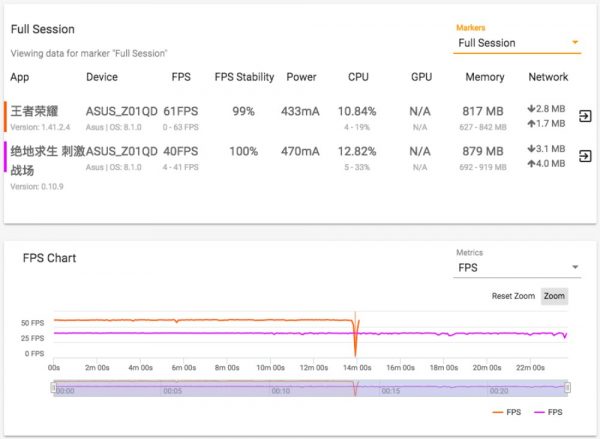 Full Session
Viewing data for marker "Full Session"
Markers
Full Session
App Device FPS FPS Stability Power CPU GPU Memory Network
王者荣耀 ASUS_Z01QD 61FPS 99% 433mA 10.84% N/A 817 MB 2.8 MB
Version: 1.41.2.4 Asus | OS: 8.1.0 0 - 63 FPS 4 - 19% N/A 627 - 842 MB 1.7 MB
绝地求生 刺激 ASUS_Z01QD 40FPS 100% 470mA 12.82% N/A 879 MB 3.1 MB
战场 Asus | OS: 8.1.0 4 - 41 FPS 5 - 33% N/A 692 - 919 MB 4.0 MB
Version: 0.10.9
FPS Chart
Metrics
FPS
Reset Zoom Zoom
50 FPS
25 FPS
0 FPS
00s 2m 00s 4m 00s 6m 00s 8m 00s 10m 00s 12m 00s 14m 00s 16m 00s 18m 00s 20m 00s 22m 00s
00:00 00:05 00:10 00:15 00:20
FPS FPS